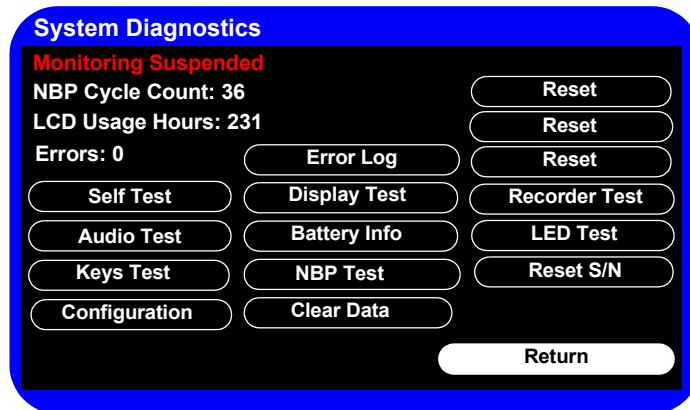 System Diagnostics
Monitoring Suspended
NBP Cycle Count: 36 Reset
LCD Usage Hours: 231 Reset
Errors: 0 Error Log Reset
Self Test Display Test Recorder Test
Audio Test Battery Info LED Test
Keys Test NBP Test Reset S/N
Configuration Clear Data
Return